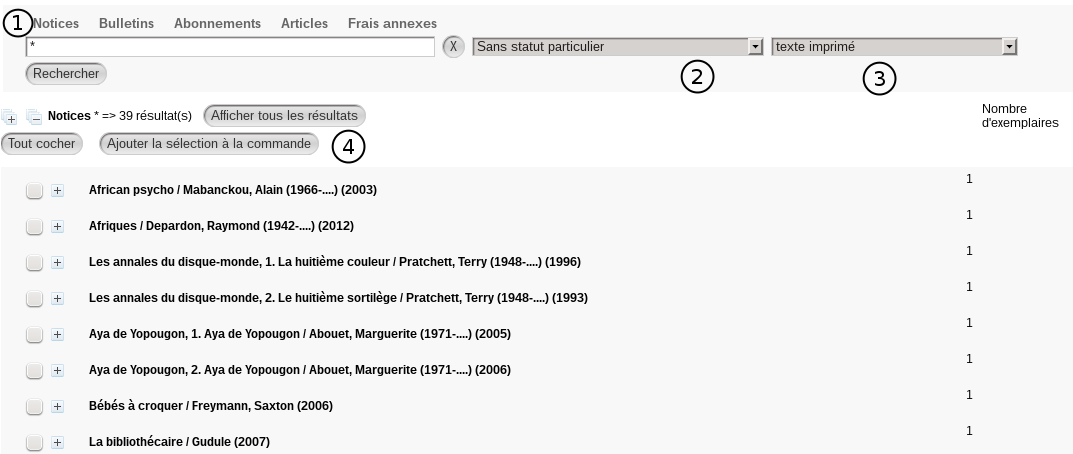 1 Notices Bulletins Abonnements Articles Frais annexes
* X Sans statut particulier texte imprimé
Rechercher 2 3
Notices * => 39 résultat(s) Afficher tous les résultats Nombre
d'exemplaires
Tout cocher Ajouter la sélection à la commande 4
1
African psycho / Mabanckou, Alain (1966-....) (2003)
1
Afriques / Depardon, Raymond (1942-....) (2012)
1
Les annales du disque-monde, 1. La huitième couleur / Pratchett, Terry (1948-....) (1996)
1
Les annales du disque-monde, 2. Le huitième sortilège / Pratchett, Terry (1948-....) (1993)
1
Aya de Yopougon, 1. Aya de Yopougon / Abouet, Marguerite (1971-....) (2005)
1
Aya de Yopougon, 2. Aya de Yopougon / Abouet, Marguerite (1971-....) (2006)
1
Bébés à croquer / Freymann, Saxton (2006)
1
La bibliothécaire / Gudule (2007)